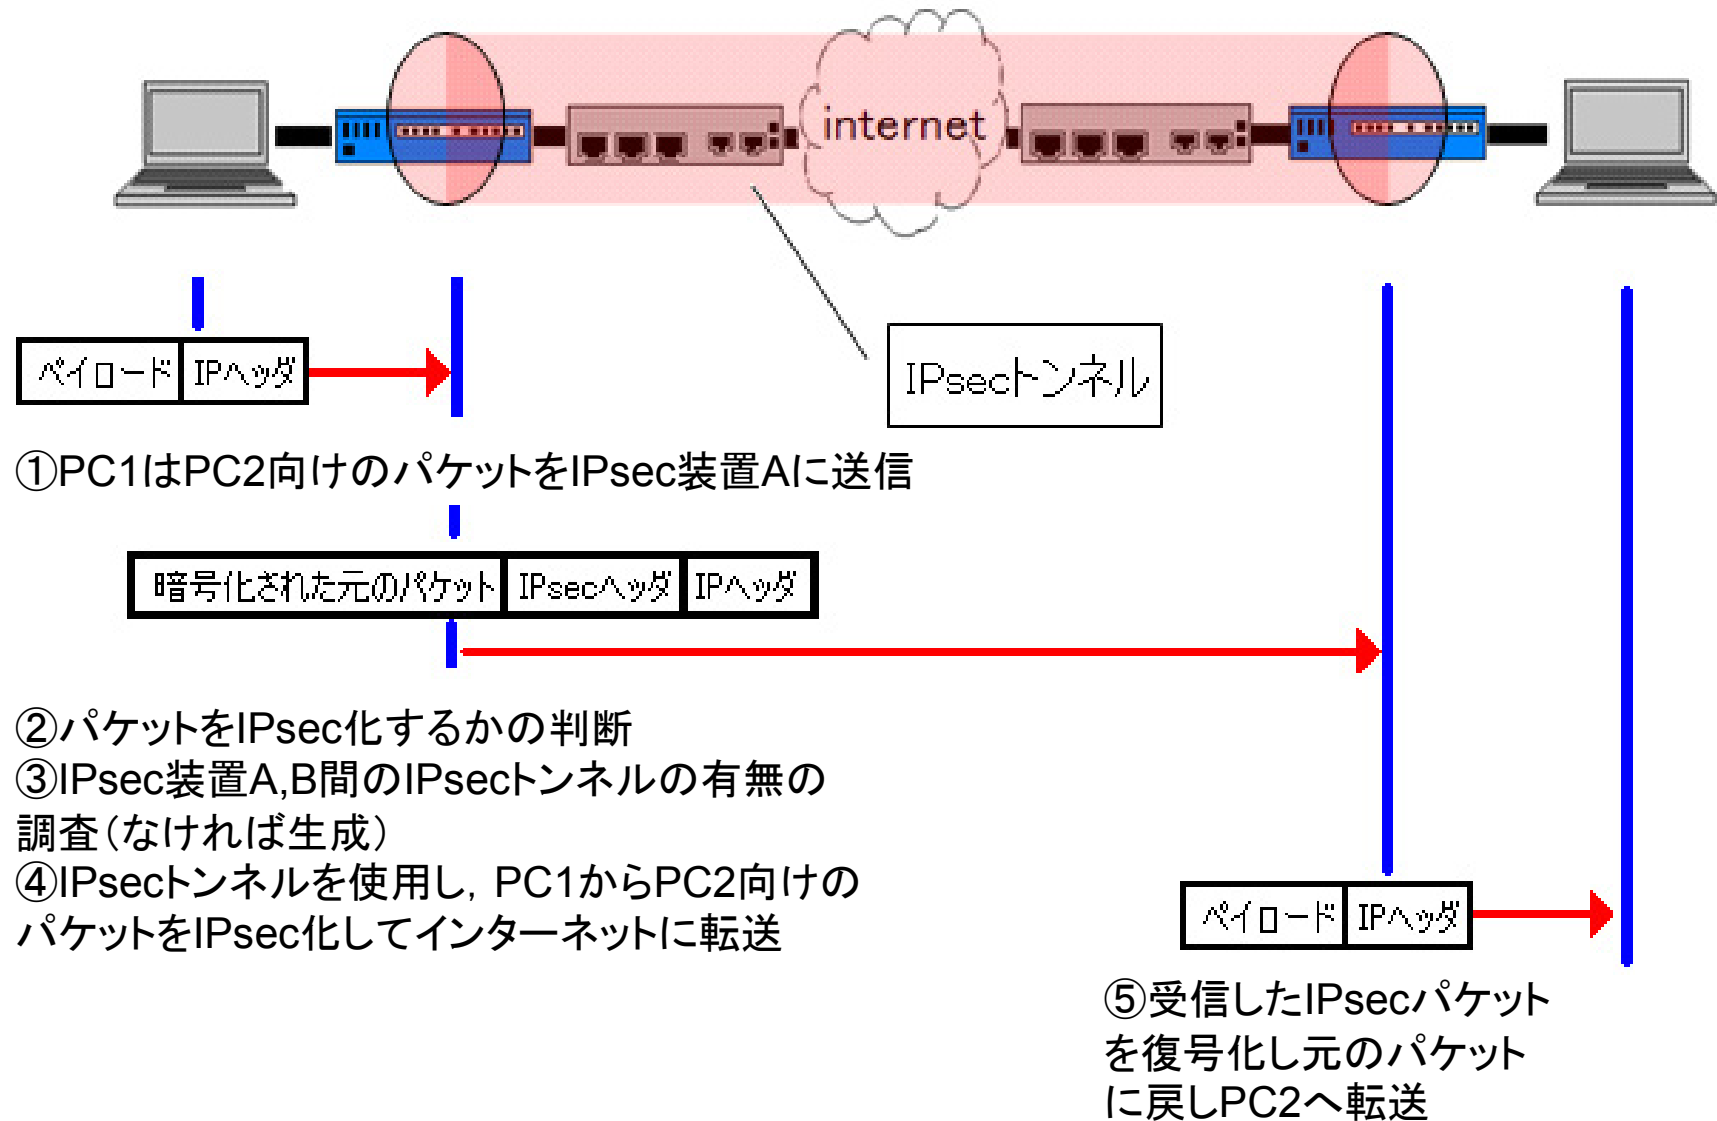 internet
ペイロード IPヘッダ
IPsecトンネル
①PC1はPC2向けのパケットをIPsec装置Aに送信
暗号化された元のパケット IPsecヘッダ IPヘッダ
②パケットをIPsec化するかの判断
③IPsec装置A,B間のIPsecトンネルの有無の
調査（なければ生成）
④IPsecトンネルを使用し, PC1からPC2向けの
パケットをIPsec化してインターネットに転送
ペイロード IPヘッダ
⑤受信したIPsecパケット
を復号化し元のパケット
に戻しPC2へ転送